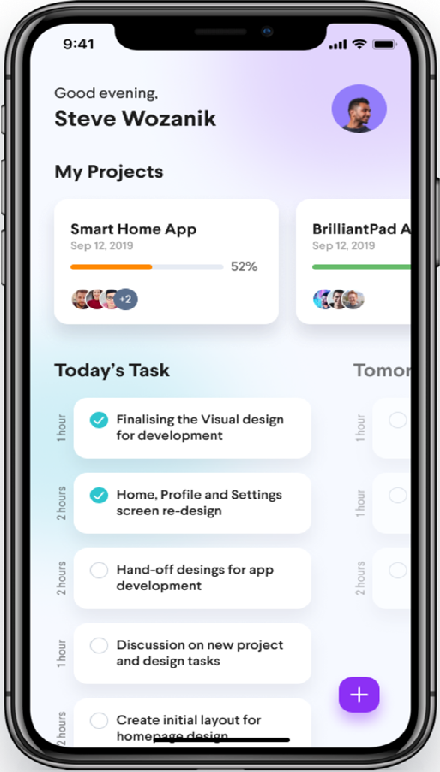 9:41
Good evening,
Steve Wozanik
My Projects
Smart Home App
Sep 12, 2019
52%
+2
BrilliantPad A
Sep 12, 2019
Today's Task
Tomor
1 hour
Finalising the Visual design
for development
1 hour
2 hours
Home, Profile and Settings
screen re-design
1 hour
2 hours
Hand-off desings for app
development
2 hours
1 hour
Discussion on new project
and design tasks
2 hours
Create initial layout for
homepage design